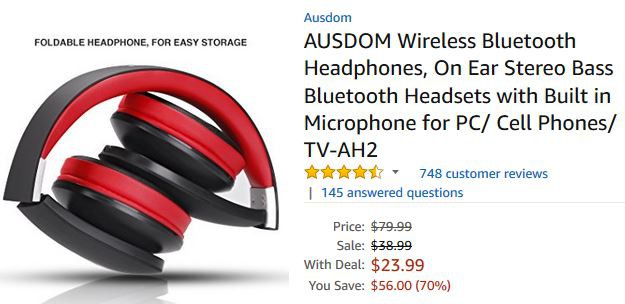 FOLDABLE HEADPHONE, FOR EASY STORAGE
Ausdom
AUSDOM Wireless Bluetooth
Headphones, On Ear Stereo Bass
Bluetooth Headsets with Built in
Microphone for PC/ Cell Phones/
TV-AH2
748 customer reviews
| 145 answered questions
Price: $79.99
Sale: $38.99
With Deal: $23.99
You Save: $56.00 (70%)